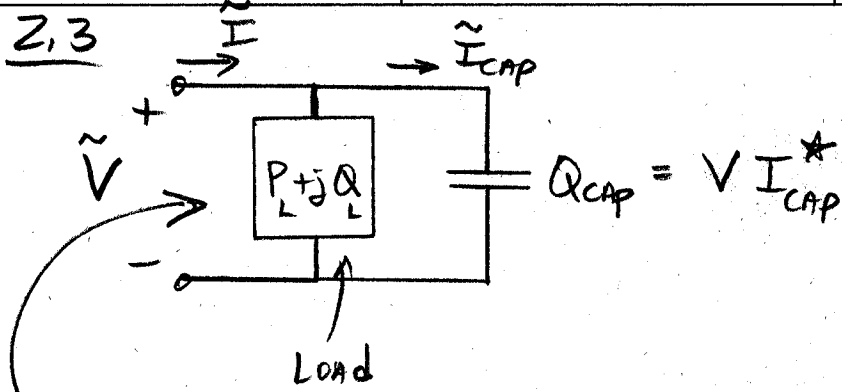 2.3
Ĩ
Ĩ_CAP
+
Ṽ
P_L+jQ_L
Q_CAP = V I*_CAP
-
LOAd